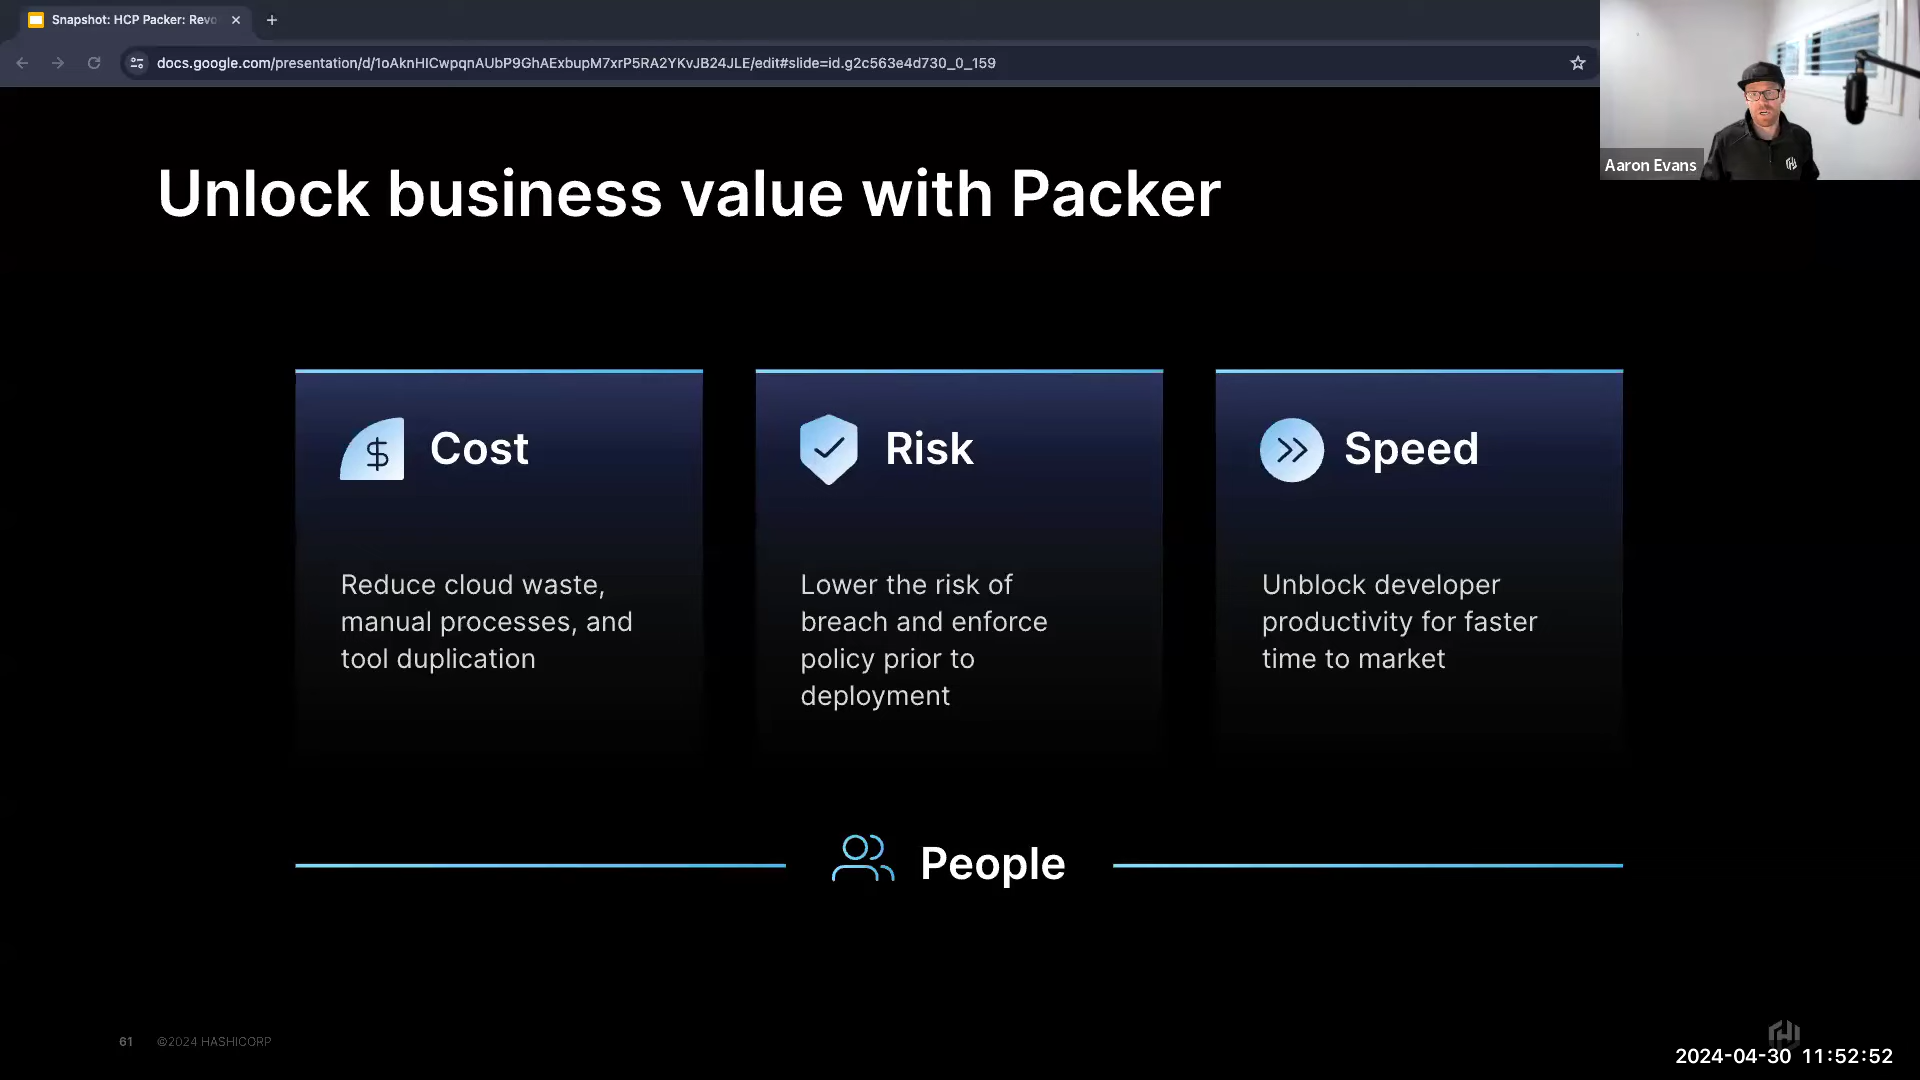 Snapshot: HCP Packer: Revo
docs.google.com/presentation/d/1oAknHlCwpqnAUbP9GhAExbupM7xrP5RA2YKvJB24JLE/edit#slide=id.g2c563e4d730_0_159
Aaron Evans
Unlock business value with Packer
Cost
Reduce cloud waste,
manual processes, and
tool duplication
Risk
Lower the risk of
breach and enforce
policy prior to
deployment
Speed
Unblock developer
productivity for faster
time to market
People
61 ©2024 HASHICORP
2024-04-30 11:52:52